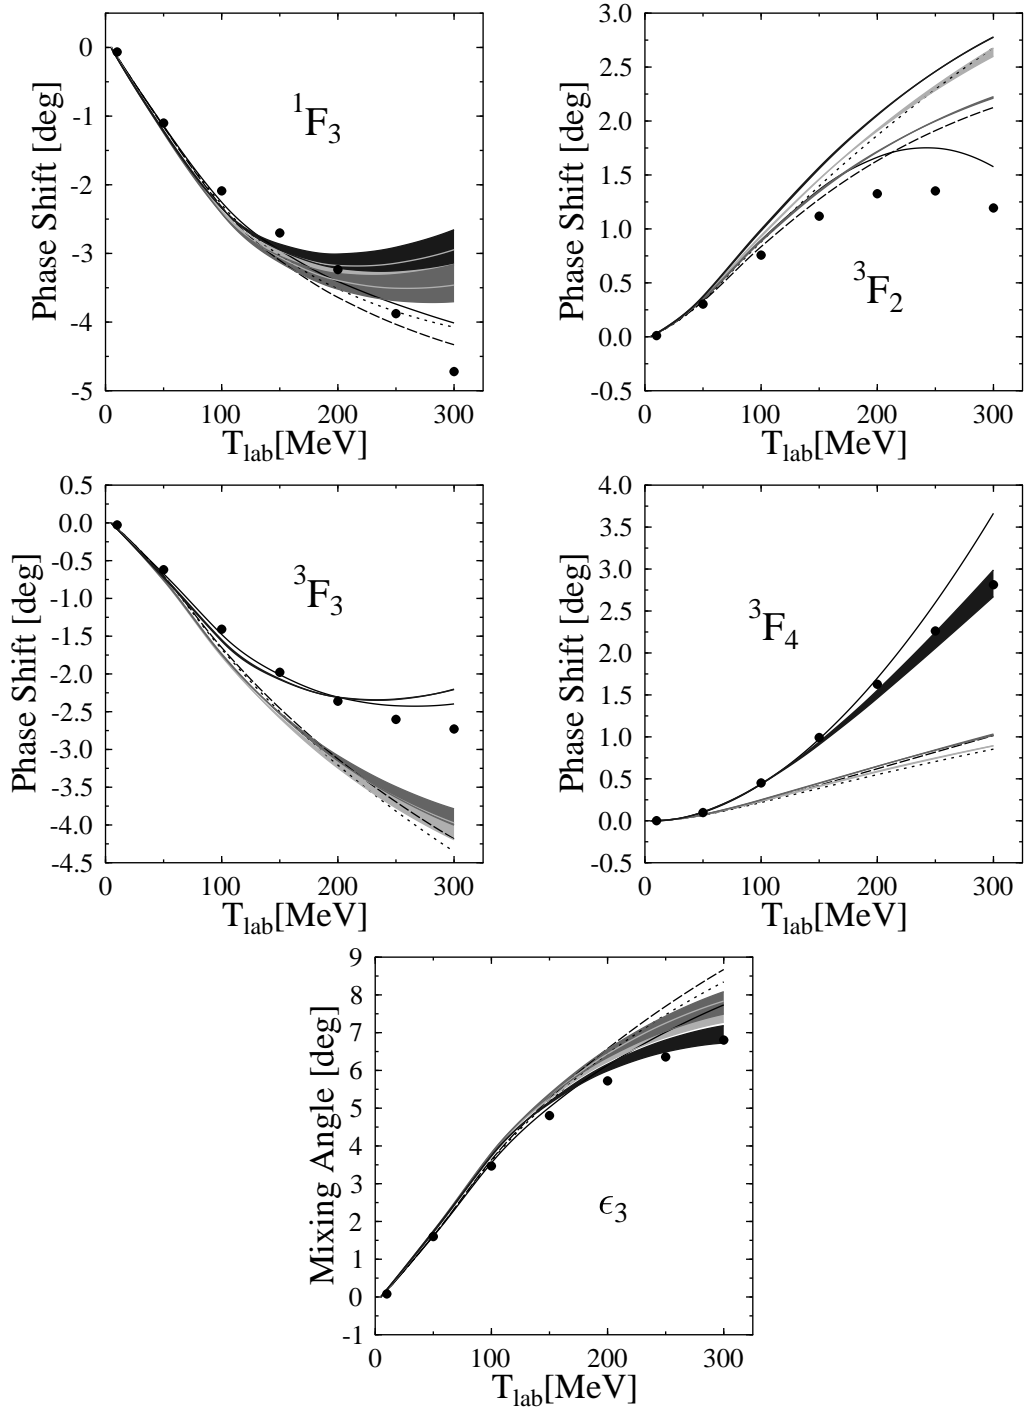 0
-1
-2
-3
-4
-5
Phase Shift [deg]
¹F₃
0 100 200 300
T_lab[MeV]
3.0
2.5
2.0
1.5
1.0
0.5
0.0
-0.5
Phase Shift [deg]
³F₂
0 100 200 300
T_lab[MeV]
0.5
0.0
-0.5
-1.0
-1.5
-2.0
-2.5
-3.0
-3.5
-4.0
-4.5
Phase Shift [deg]
³F₃
0 100 200 300
T_lab[MeV]
4.0
3.5
3.0
2.5
2.0
1.5
1.0
0.5
0.0
-0.5
Phase Shift [deg]
³F₄
0 100 200 300
T_lab[MeV]
9
8
7
6
5
4
3
2
1
0
-1
Mixing Angle [deg]
ϵ₃
0 100 200 300
T_lab[MeV]